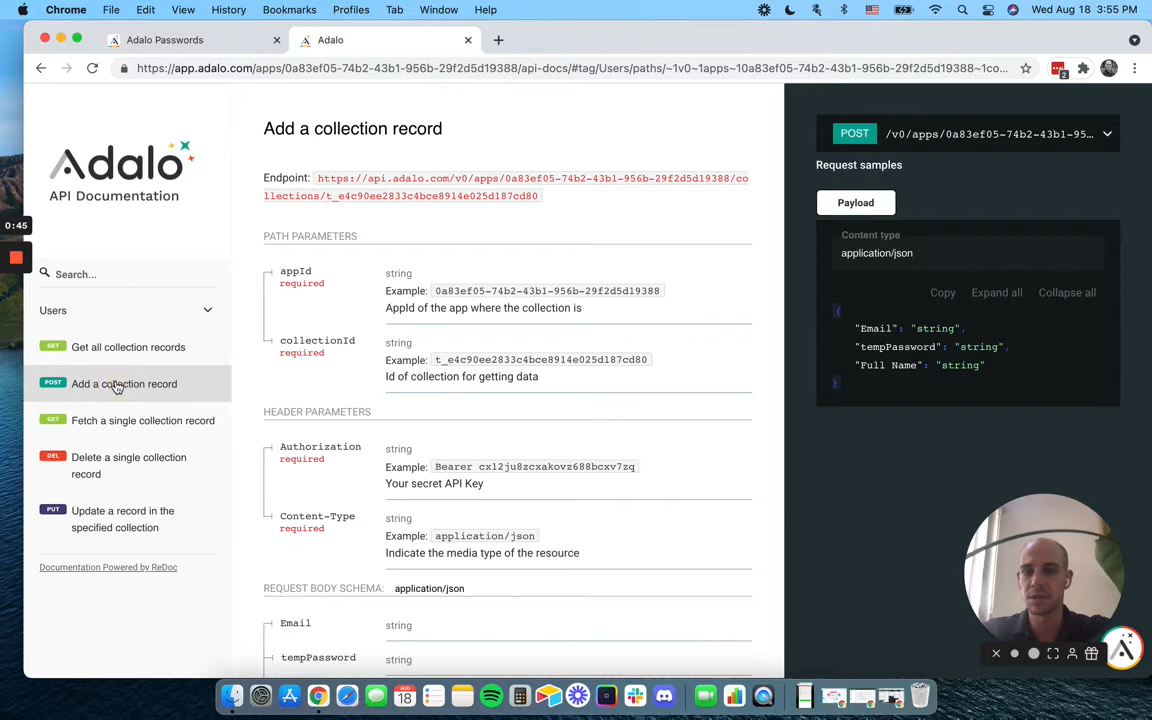 Chrome File Edit View History Bookmarks Profiles Tab Window Help Wed Aug 18 3:55 PM
Adalo Passwords × Adalo × +
https://app.adalo.com/apps/0a83ef05-74b2-43b1-956b-29f2d5d19388/api-docs/#tag/Users/paths/~1v0~1apps~10a83ef05-74b2-43b1-956b-29f2d5d19388~1co...
2
Adalo
API Documentation
0:45
Search...
Users
GET Get all collection records
POST Add a collection record
GET Fetch a single collection record
DEL Delete a single collection
record
PUT Update a record in the
specified collection
Documentation Powered by ReDoc
Add a collection record
Endpoint: https://api.adalo.com/v0/apps/0a83ef05-74b2-43b1-956b-29f2d5d19388/co
llections/t_e4c90ee2833c4bce8914e025d187cd80
PATH PARAMETERS
appId
required
string
Example: 0a83ef05-74b2-43b1-956b-29f2d5d19388
AppId of the app where the collection is
collectionId
required
string
Example: t_e4c90ee2833c4bce8914e025d187cd80
Id of collection for getting data
HEADER PARAMETERS
Authorization
required
string
Example: Bearer cx12ju8zcxakovz688bcxv7zq
Your secret API Key
Content-Type
required
string
Example: application/json
Indicate the media type of the resource
REQUEST BODY SCHEMA: application/json
Email string
tempPassword string
POST /v0/apps/0a83ef05-74b2-43b1-95...
Request samples
Payload
Content type
application/json
Copy Expand all Collapse all
{
"Email": "string",
"tempPassword": "string",
"Full Name": "string"
}
AUG
18